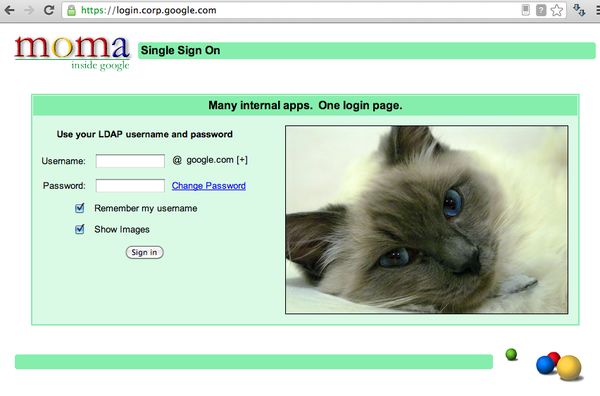 https://login.corp.google.com
moma
inside google
Single Sign On
Many internal apps. One login page.
Use your LDAP username and password
Username: @ google.com [+]
Password: Change Password
Remember my username
Show Images
Sign in